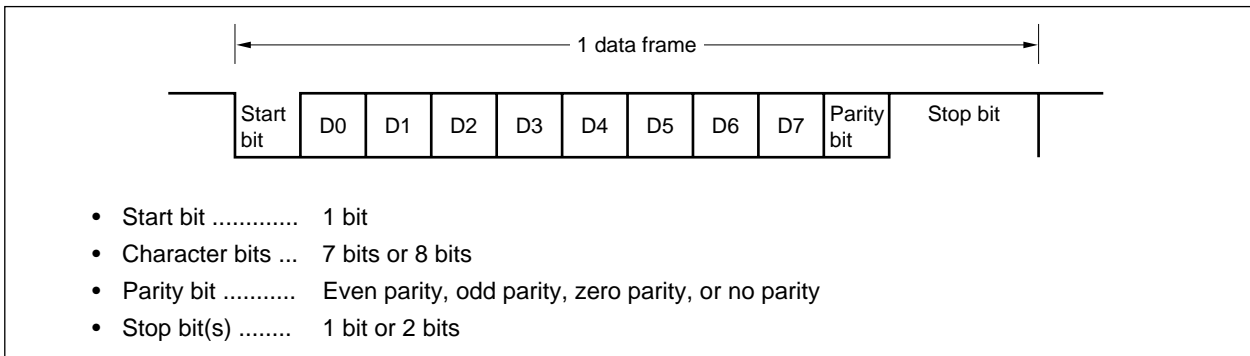 1 data frame
Start bit D0 D1 D2 D3 D4 D5 D6 D7 Parity bit Stop bit
• Start bit ............. 1 bit
• Character bits ... 7 bits or 8 bits
• Parity bit ........... Even parity, odd parity, zero parity, or no parity
• Stop bit(s) ........ 1 bit or 2 bits